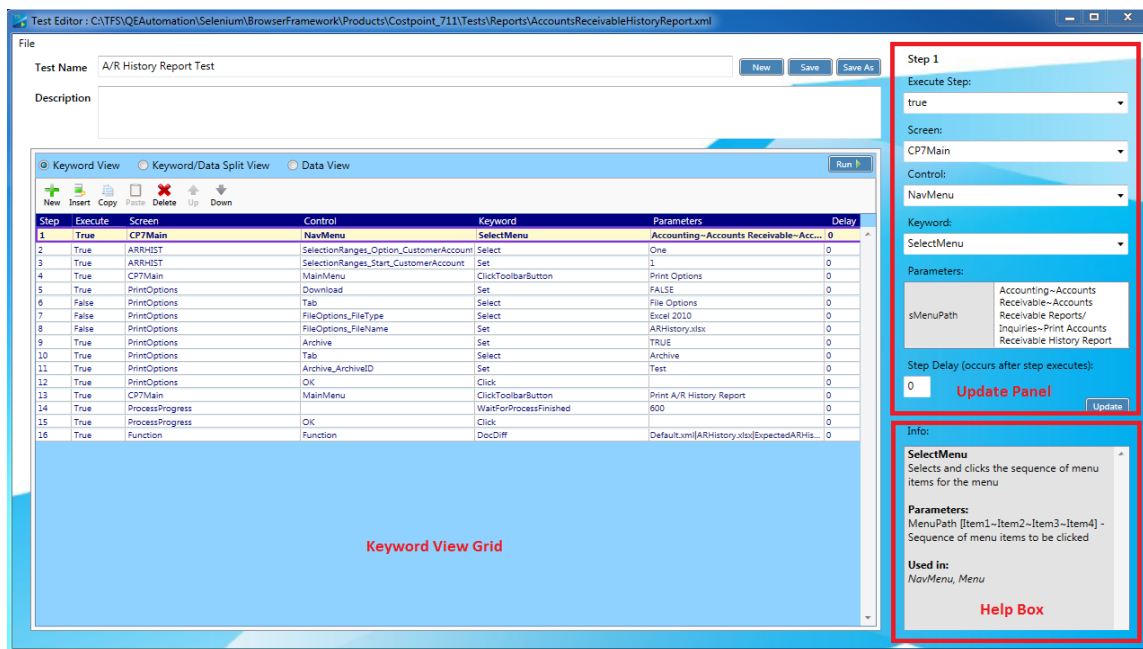 Test Editor : C:\TFS\QEAutomation\Selenium\BrowserFramework\Products\Costpoint_711\Tests\Reports\AccountsReceivableHistoryReport.xml
File
Test Name A/R History Report Test New Save Save As
Description
Keyword View Keyword/Data Split View Data View Run
New Insert Copy Paste Delete Up Down
Step Execute Screen Control Keyword Parameters Delay
1 True CP7Main NavMenu SelectMenu Accounting~Accounts Receivable~Acc... 0
2 True ARRHIST SelectionRanges_Option_CustomerAccount Select One 0
3 True ARRHIST SelectionRanges_Start_CustomerAccount Set 1 0
4 True CP7Main MainMenu ClickToolbarButton Print Options 0
5 True PrintOptions Download Set FALSE 0
6 False PrintOptions Tab Select File Options 0
7 False PrintOptions FileOptions_FileType Select Excel 2010 0
8 False PrintOptions FileOptions_FileName Set ARHistory.xlsx 0
9 True PrintOptions Archive Set TRUE 0
10 True PrintOptions Tab Select Archive 0
11 True PrintOptions Archive_ArchiveID Set Test 0
12 True PrintOptions OK Click 0
13 True CP7Main MainMenu ClickToolbarButton Print A/R History Report 0
14 True ProcessProgress WaitForProcessFinished 600 0
15 True ProcessProgress OK Click 0
16 True Function Function DocDiff Default.xml|ARHistory.xlsx|ExpectedARHis... 0
Keyword View Grid
Step 1
Execute Step:
true
Screen:
CP7Main
Control:
NavMenu
Keyword:
SelectMenu
Parameters:
sMenuPath
Accounting~Accounts
Receivable~Accounts
Receivable Reports/
Inquiries~Print Accounts
Receivable History Report
Step Delay (occurs after step executes):
0
Update Panel
Update
Info:
SelectMenu
Selects and clicks the sequence of menu
items for the menu
Parameters:
MenuPath [Item1~Item2~Item3~Item4] -
Sequence of menu items to be clicked
Used in:
NavMenu, Menu
Help Box